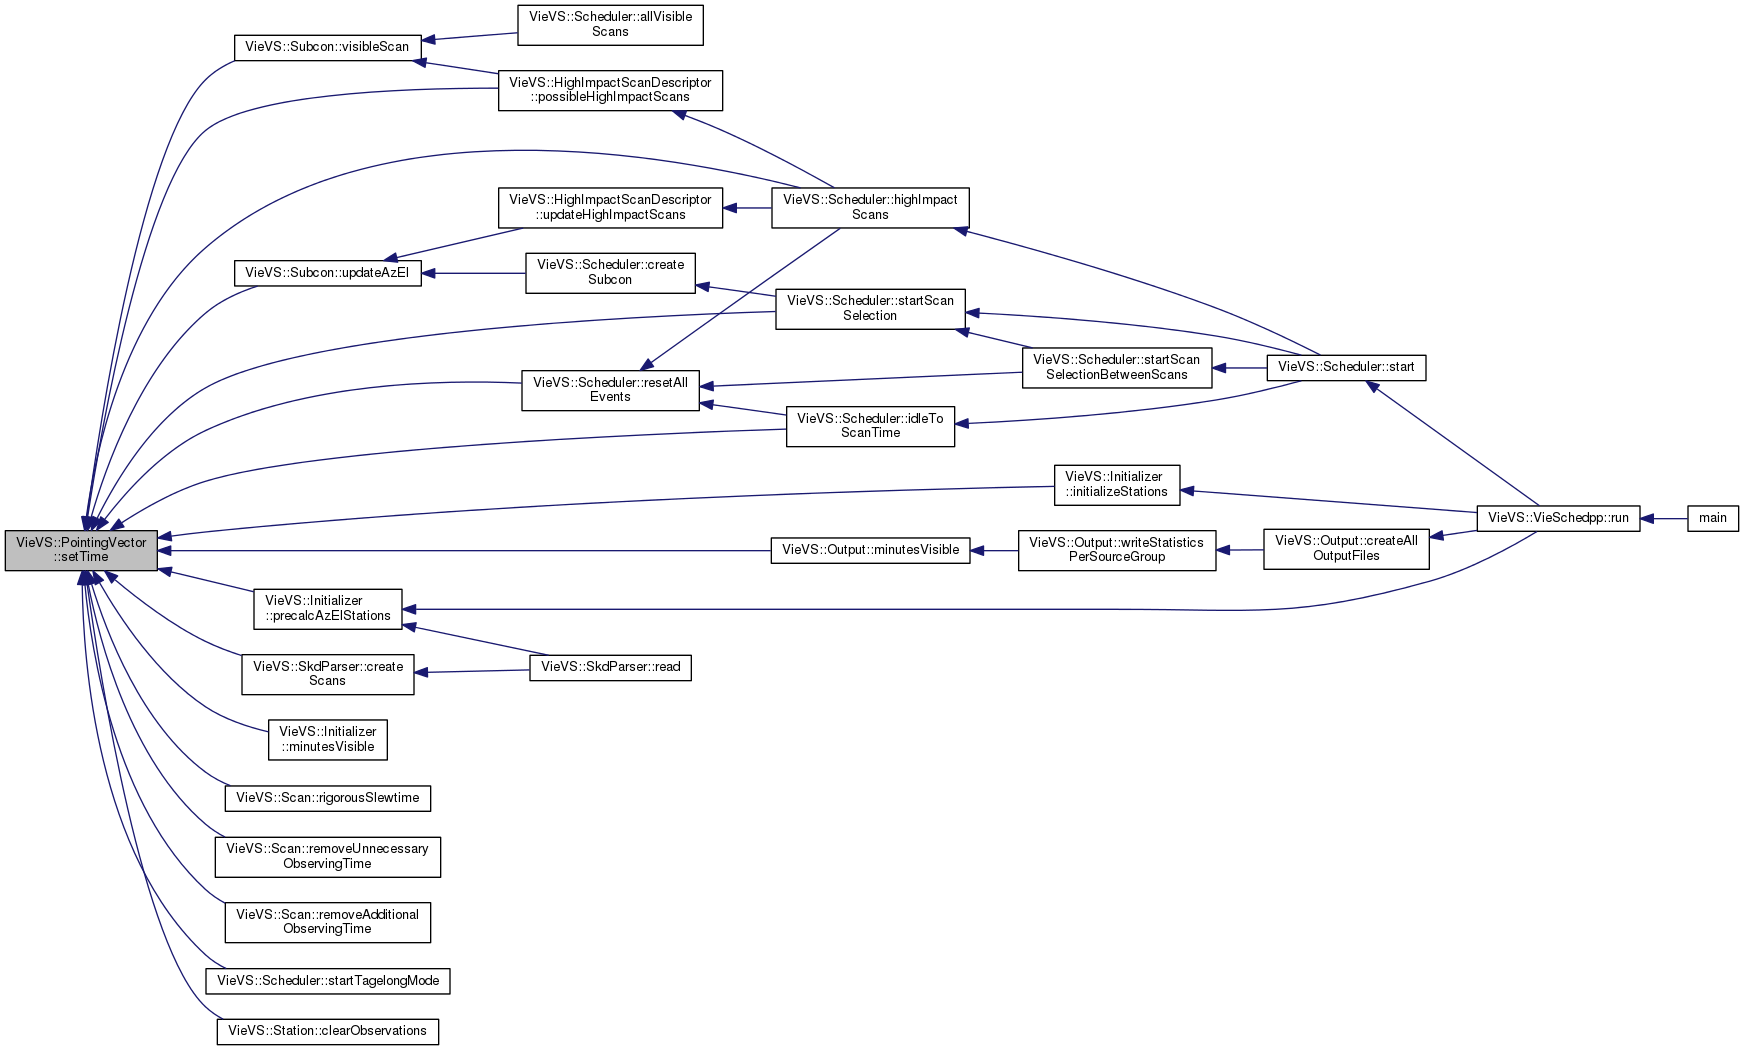 VieVS::Scheduler::allVisible
Scans
VieVS::Subcon::visibleScan
VieVS::HighImpactScanDescriptor
::possibleHighImpactScans
VieVS::HighImpactScanDescriptor
::updateHighImpactScans
VieVS::Scheduler::highImpact
Scans
VieVS::Subcon::updateAzEl
VieVS::Scheduler::create
Subcon
VieVS::Scheduler::startScan
Selection
VieVS::Scheduler::startScan
SelectionBetweenScans
VieVS::Scheduler::start
VieVS::Scheduler::resetAll
Events
VieVS::Scheduler::idleTo
ScanTime
VieVS::Initializer
::initializeStations
VieVS::VieSchedpp::run
main
VieVS::PointingVector
::setTime
VieVS::Output::minutesVisible
VieVS::Output::writeStatistics
PerSourceGroup
VieVS::Output::createAll
OutputFiles
VieVS::Initializer
::precalcAzElStations
VieVS::SkdParser::create
Scans
VieVS::SkdParser::read
VieVS::Initializer
::minutesVisible
VieVS::Scan::rigorousSlewtime
VieVS::Scan::removeUnnecessary
ObservingTime
VieVS::Scan::removeAdditional
ObservingTime
VieVS::Scheduler::startTagelongMode
VieVS::Station::clearObservations